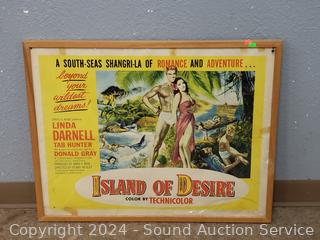 A SOUTH-SEAS SHANGRI-LA OF ROMANCE AND ADVENTURE...
beyond
your
wildest
dreams!
LINDA
DARNELL
TAB HUNTER
DONALD GRAY
ISLAND OF DESIRE
COLOR BY TECHNICOLOR
Copyright 2024 - Sound Auction Service